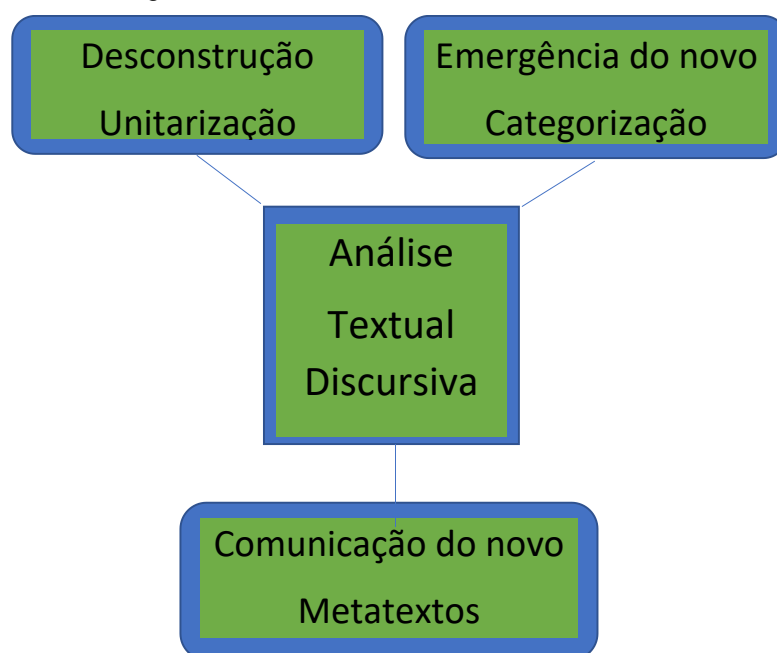 Desconstrução
Unitarização
Emergência do novo
Categorização
Análise
Textual
Discursiva
Comunicação do novo
Metatextos